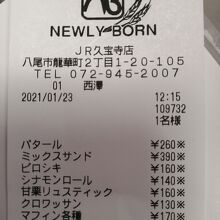 NEWLY BORN
JR久宝寺店
八尾市龍華町2丁目1-20-105
TEL 072-945-2007
01 西澤
2021/01/23 12:15
109732
1名様
バタール ¥260※
ミックスサンド ¥390※
ピロシキ ¥160※
シナモンロール ¥160※
甘栗リュスティック ¥160※
クロワッサン ¥130※
マフィン各種 ¥170※